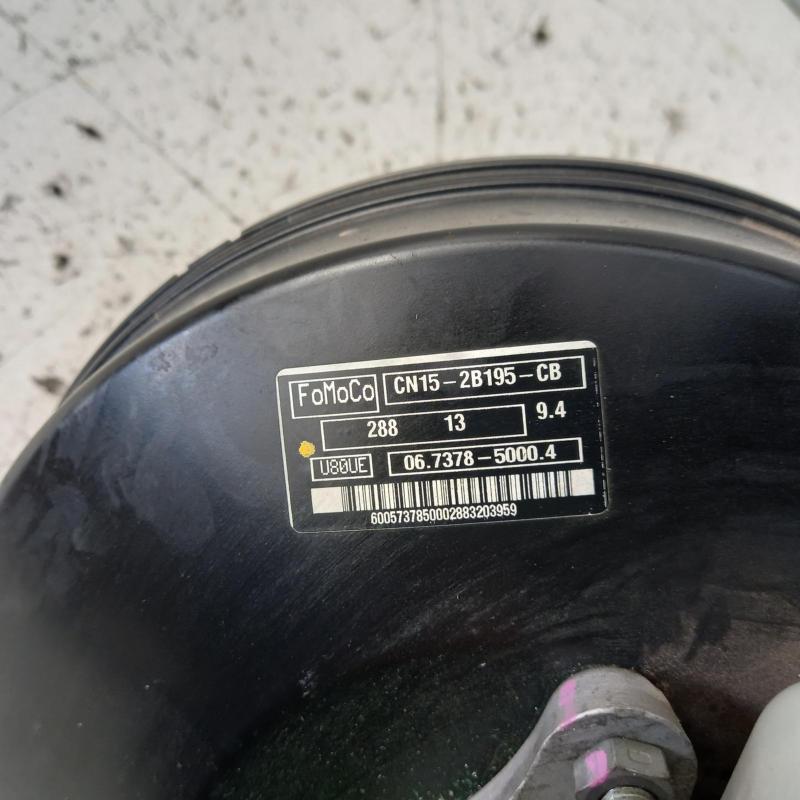 FoMoCo CN15-2B195-CB
288 13 9.4
U80UE 06.7378-5000.4
6005737850002883203959